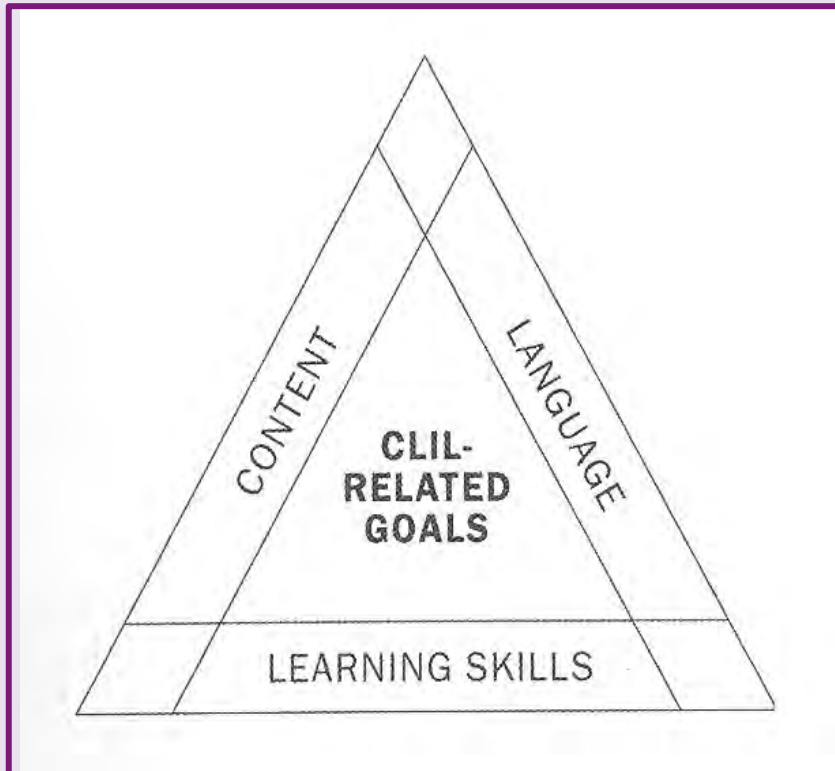 CONTENT
LANGUAGE
CLIL-
RELATED
GOALS
LEARNING SKILLS